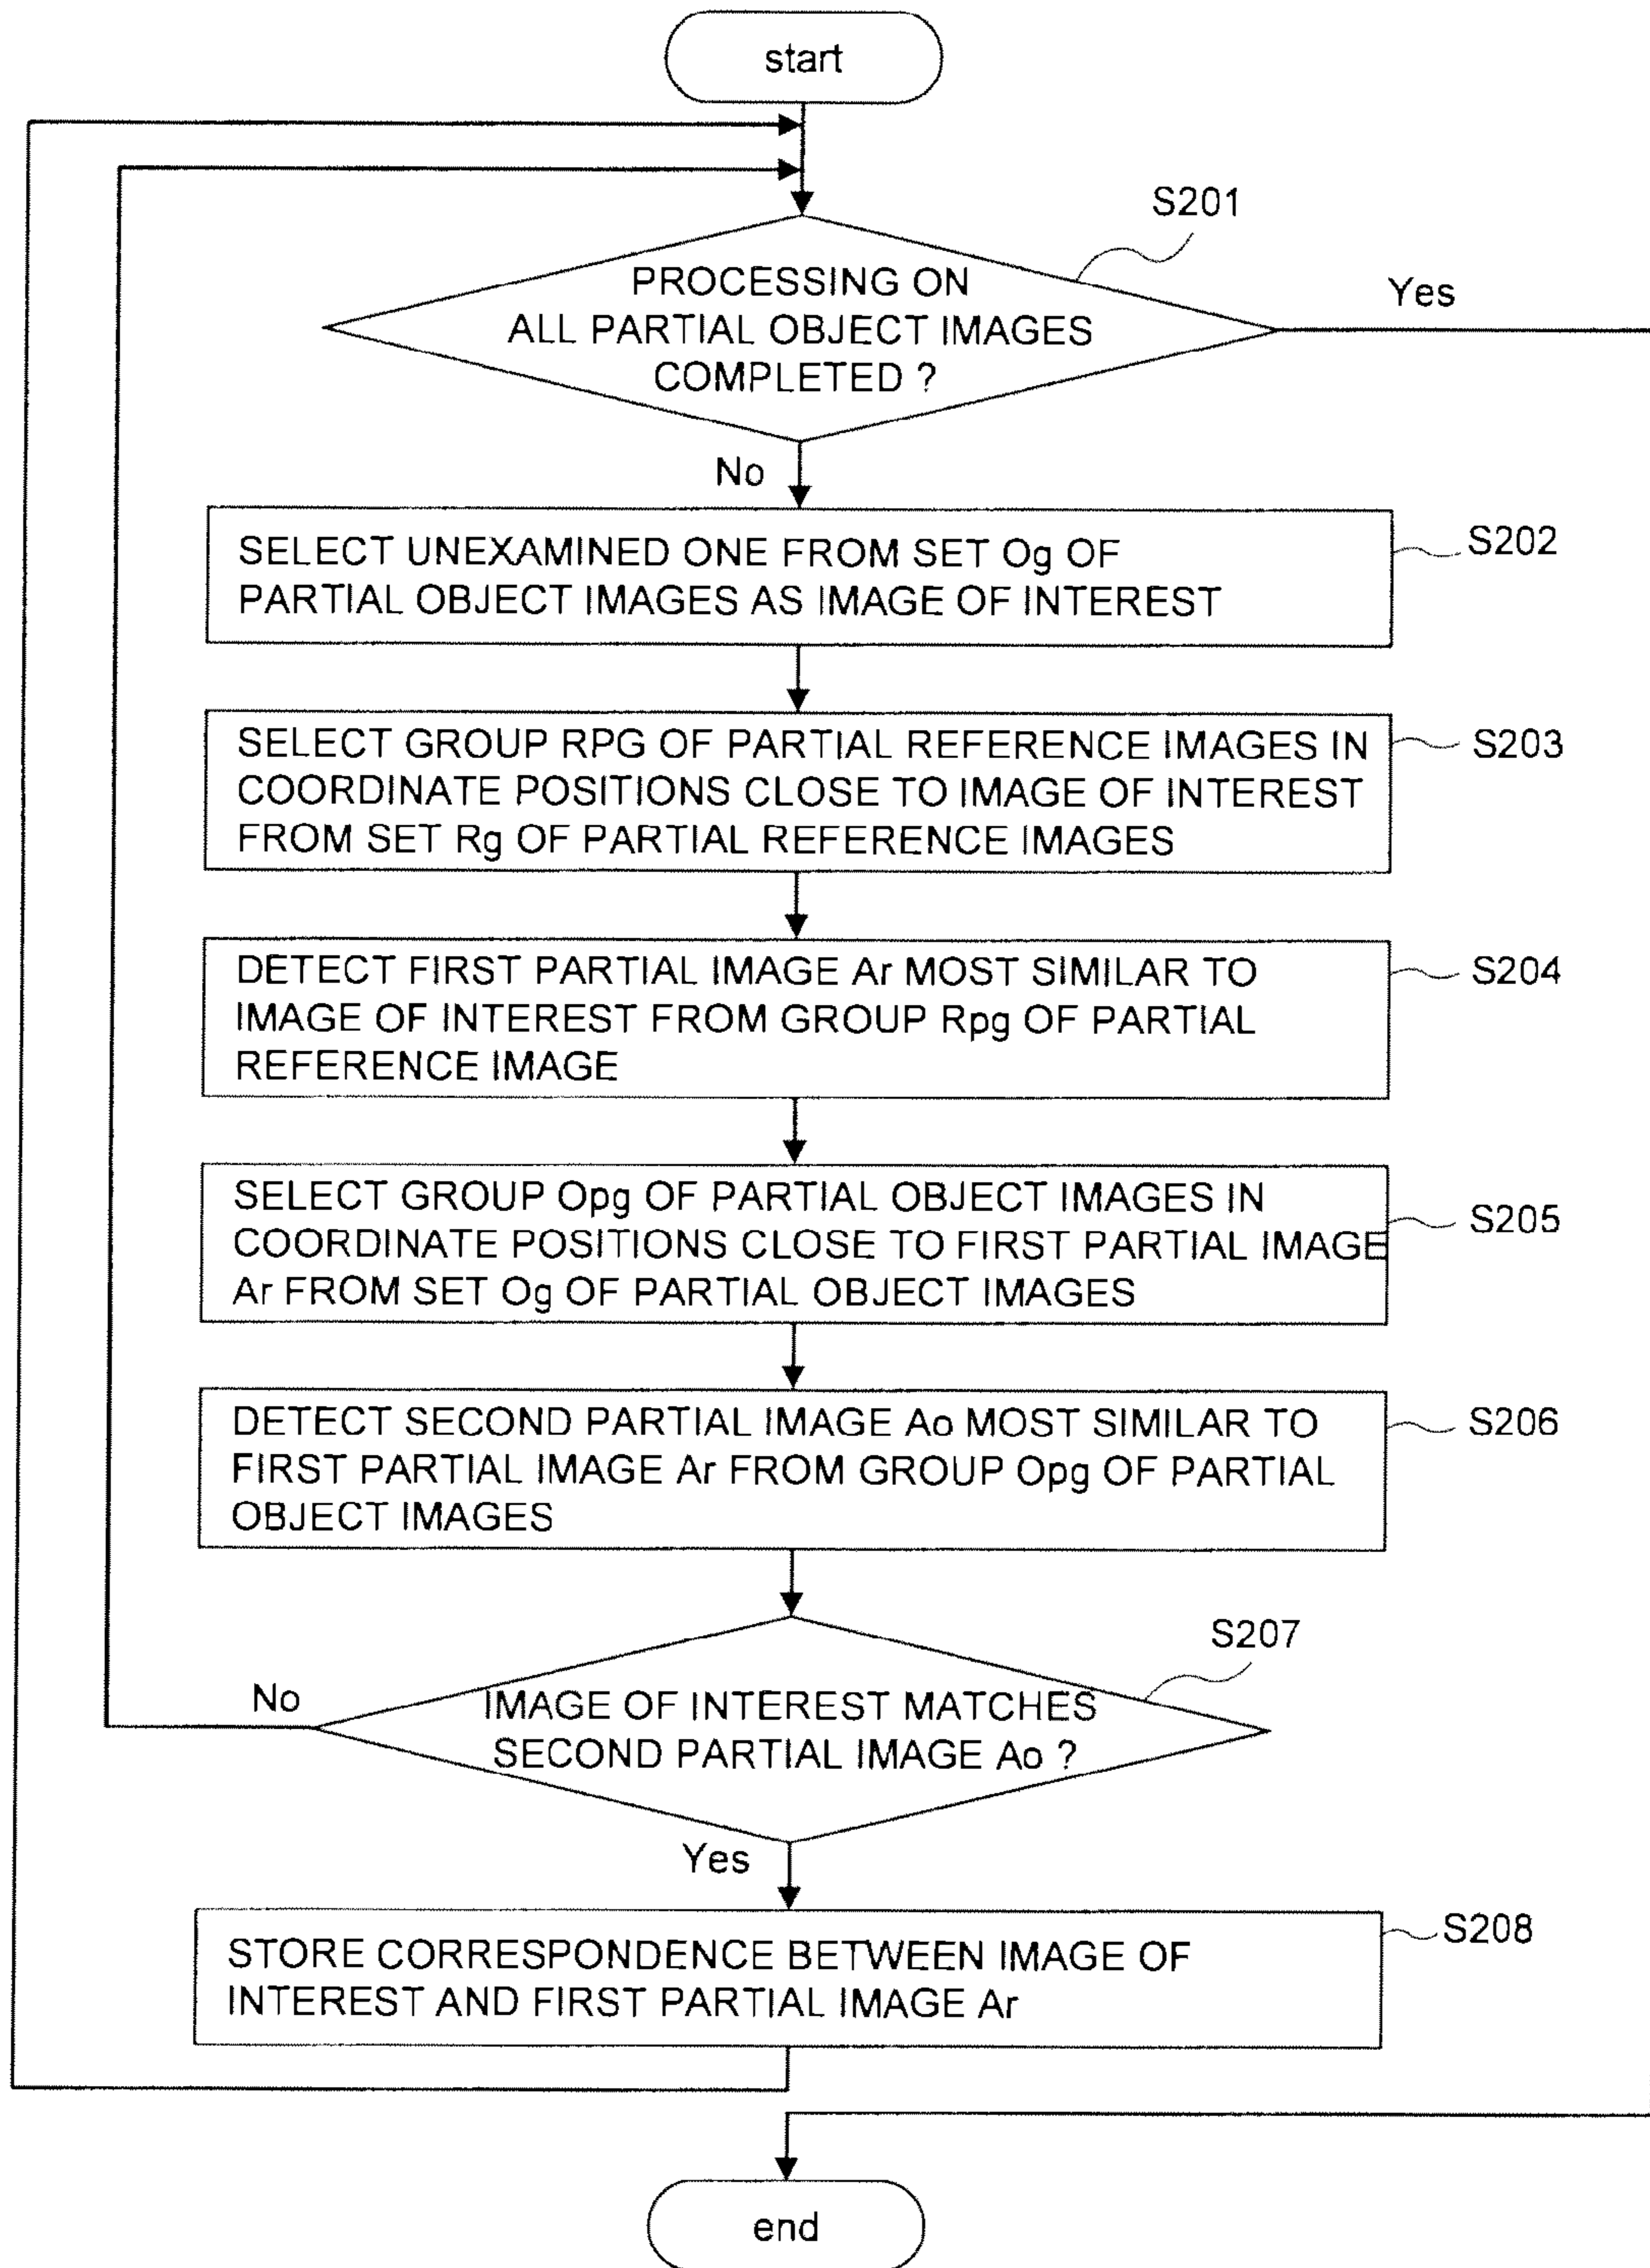 start
S201
PROCESSING ON
ALL PARTIAL OBJECT IMAGES
COMPLETED ?
Yes
No
SELECT UNEXAMINED ONE FROM SET Og OF
PARTIAL OBJECT IMAGES AS IMAGE OF INTEREST
S202
SELECT GROUP RPG OF PARTIAL REFERENCE IMAGES IN
COORDINATE POSITIONS CLOSE TO IMAGE OF INTEREST
FROM SET Rg OF PARTIAL REFERENCE IMAGES
S203
DETECT FIRST PARTIAL IMAGE Ar MOST SIMILAR TO
IMAGE OF INTEREST FROM GROUP Rpg OF PARTIAL
REFERENCE IMAGE
S204
SELECT GROUP Opg OF PARTIAL OBJECT IMAGES IN
COORDINATE POSITIONS CLOSE TO FIRST PARTIAL IMAGE
Ar FROM SET Og OF PARTIAL OBJECT IMAGES
S205
DETECT SECOND PARTIAL IMAGE Ao MOST SIMILAR TO
FIRST PARTIAL IMAGE Ar FROM GROUP Opg OF PARTIAL
OBJECT IMAGES
S206
S207
No
IMAGE OF INTEREST MATCHES
SECOND PARTIAL IMAGE Ao ?
Yes
STORE CORRESPONDENCE BETWEEN IMAGE OF
INTEREST AND FIRST PARTIAL IMAGE Ar
S208
end